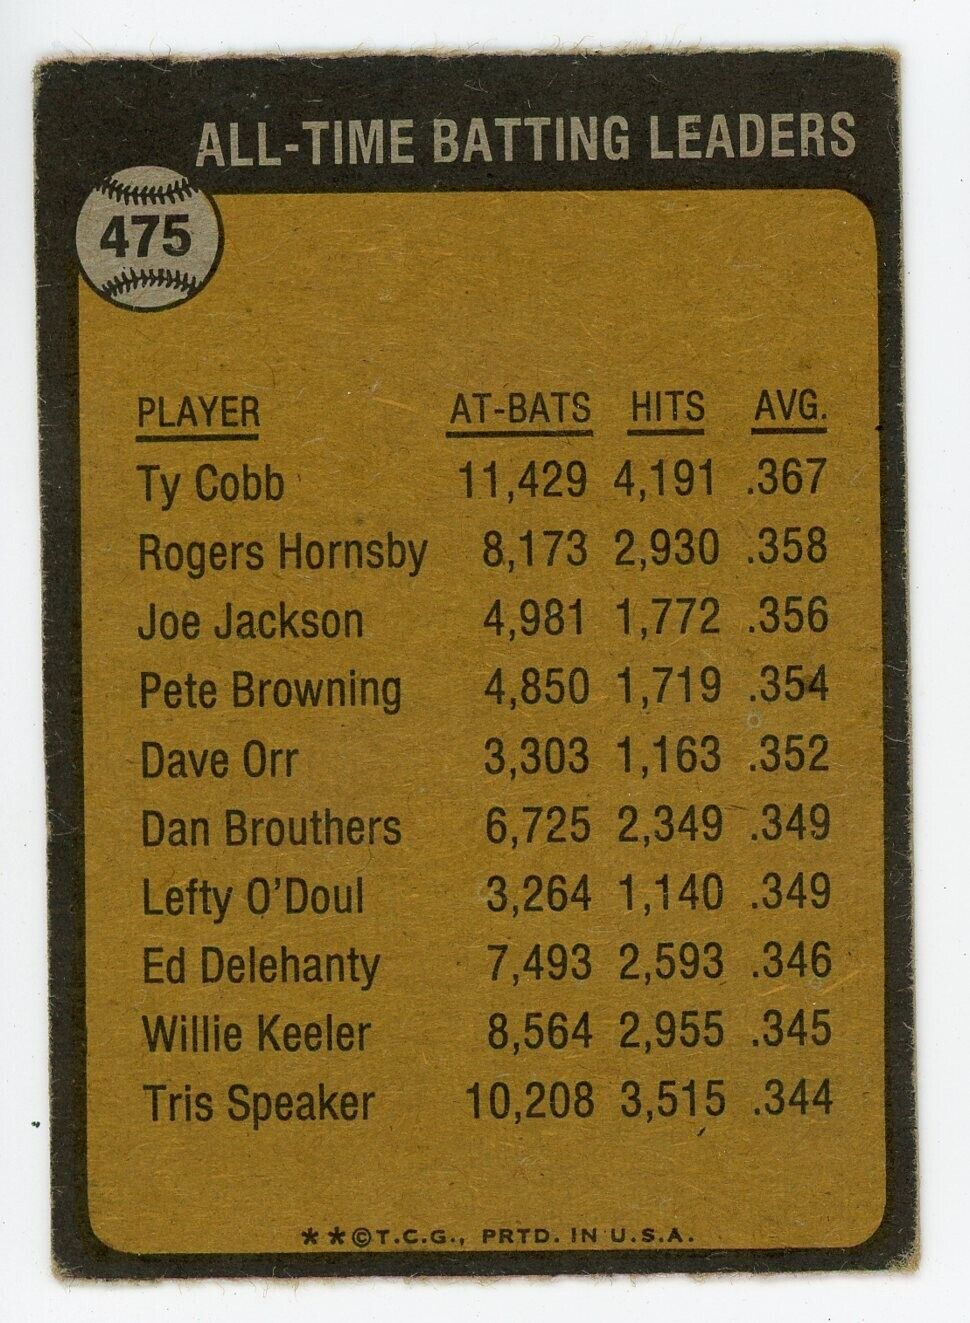 ALL-TIME BATTING LEADERS
475
PLAYER AT-BATS HITS AVG.
Ty Cobb 11,429 4,191 .367
Rogers Hornsby 8,173 2,930 .358
Joe Jackson 4,981 1,772 .356
Pete Browning 4,850 1,719 .354
Dave Orr 3,303 1,163 .352
Dan Brouthers 6,725 2,349 .349
Lefty O'Doul 3,264 1,140 .349
Ed Delehanty 7,493 2,593 .346
Willie Keeler 8,564 2,955 .345
Tris Speaker 10,208 3,515 .344
**©T.C.G., PRTD. IN U.S.A.